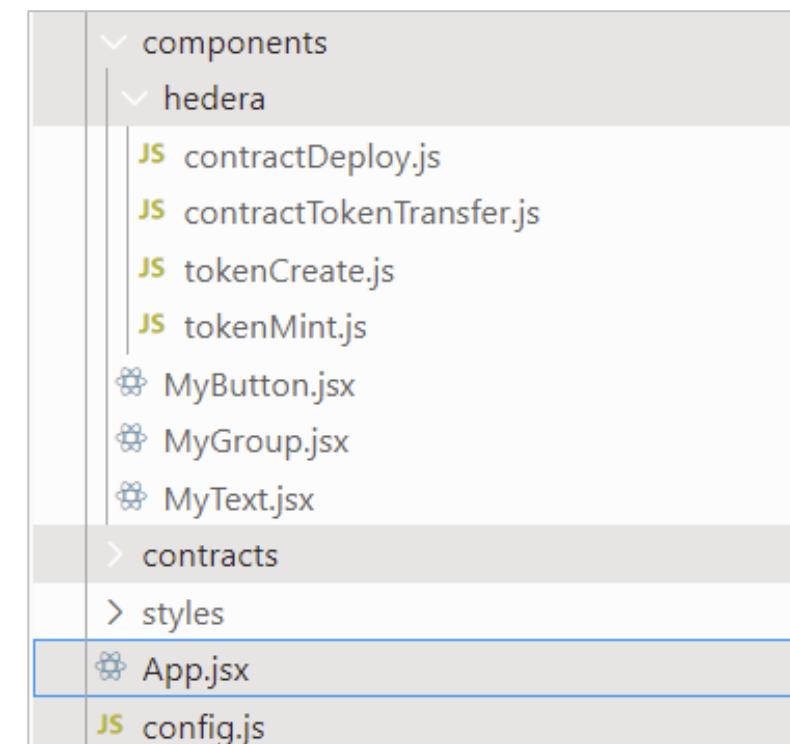 components
hedera
JS contractDeploy.js
JS contractTokenTransfer.js
JS tokenCreate.js
JS tokenMint.js
MyButton.jsx
MyGroup.jsx
MyText.jsx
contracts
styles
App.jsx
JS config.js